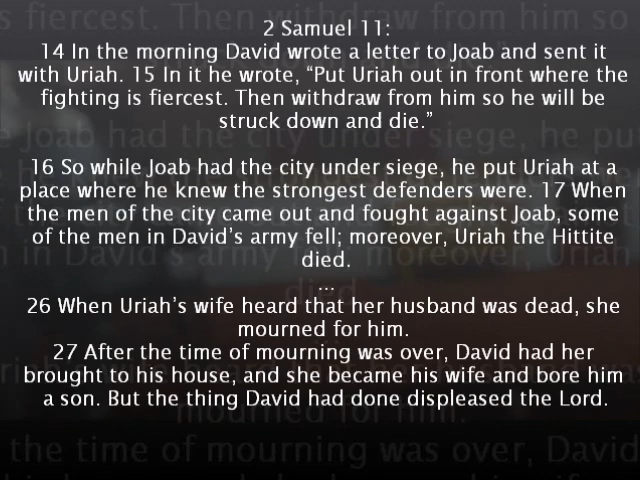 2 Samuel 11:
14 In the morning David wrote a letter to Joab and sent it
with Uriah. 15 In it he wrote, “Put Uriah out in front where the
fighting is fiercest. Then withdraw from him so he will be
struck down and die.”
16 So while Joab had the city under siege, he put Uriah at a
place where he knew the strongest defenders were. 17 When
the men of the city came out and fought against Joab, some
of the men in David’s army fell; moreover, Uriah the Hittite
died.
...
26 When Uriah’s wife heard that her husband was dead, she
mourned for him.
27 After the time of mourning was over, David had her
brought to his house, and she became his wife and bore him
a son. But the thing David had done displeased the Lord.